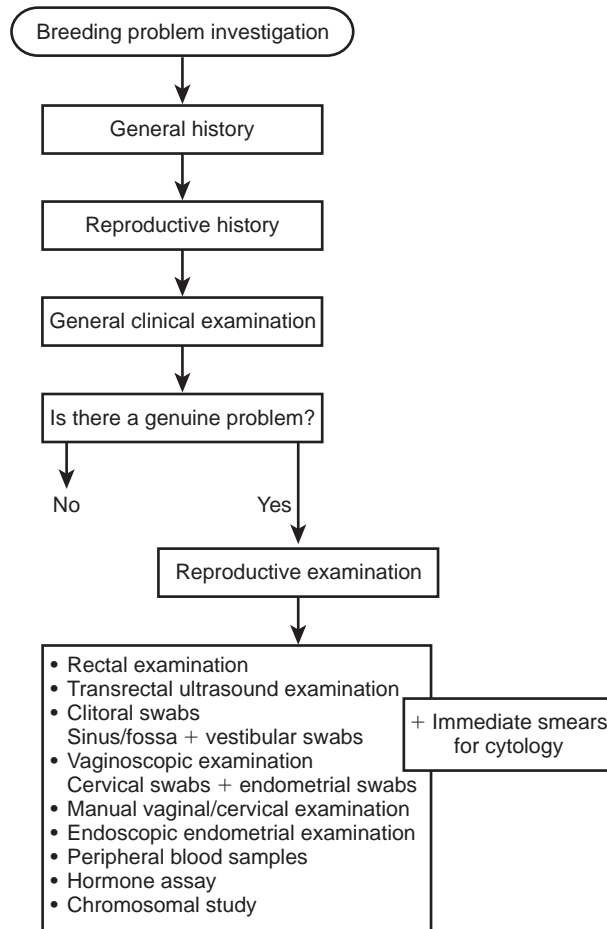 Breeding problem investigation
General history
Reproductive history
General clinical examination
Is there a genuine problem?
No
Yes
Reproductive examination
• Rectal examination
• Transrectal ultrasound examination
• Clitoral swabs
Sinus/fossa + vestibular swabs
• Vaginoscopic examination
Cervical swabs + endometrial swabs
• Manual vaginal/cervical examination
• Endoscopic endometrial examination
• Peripheral blood samples
• Hormone assay
• Chromosomal study
+ Immediate smears
for cytology